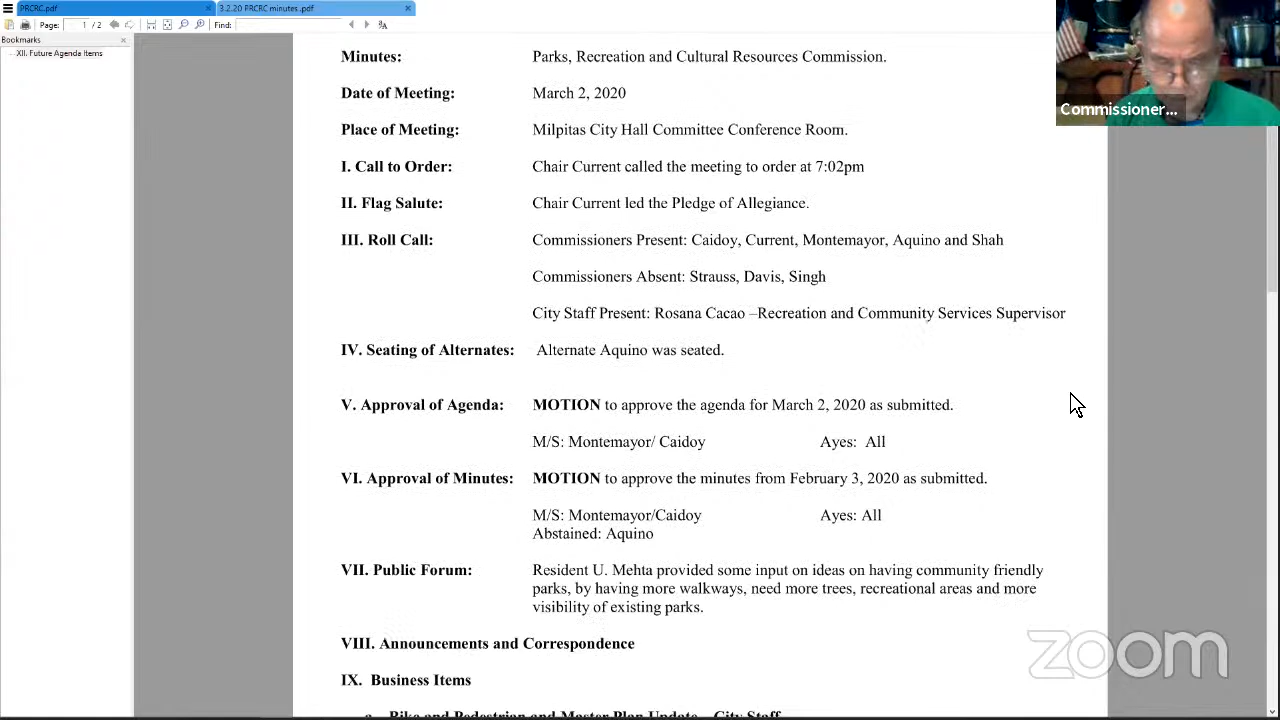 PRCRC.pdf
3.2.20 PRCRC minutes .pdf
Page: 1 / 2 Find:
Bookmarks
XII. Future Agenda Items
Commissioner...
Minutes: Parks, Recreation and Cultural Resources Commission.
Date of Meeting: March 2, 2020
Place of Meeting: Milpitas City Hall Committee Conference Room.
I. Call to Order: Chair Current called the meeting to order at 7:02pm
II. Flag Salute: Chair Current led the Pledge of Allegiance.
III. Roll Call: Commissioners Present: Caidoy, Current, Montemayor, Aquino and Shah
Commissioners Absent: Strauss, Davis, Singh
City Staff Present: Rosana Cacao –Recreation and Community Services Supervisor
IV. Seating of Alternates: Alternate Aquino was seated.
V. Approval of Agenda: MOTION to approve the agenda for March 2, 2020 as submitted.
M/S: Montemayor/ Caidoy Ayes: All
VI. Approval of Minutes: MOTION to approve the minutes from February 3, 2020 as submitted.
M/S: Montemayor/Caidoy Ayes: All
Abstained: Aquino
VII. Public Forum: Resident U. Mehta provided some input on ideas on having community friendly
parks, by having more walkways, need more trees, recreational areas and more
visibility of existing parks.
VIII. Announcements and Correspondence
IX. Business Items
a. Bike and Pedestrian and Master Plan Update – City Staff
zoom